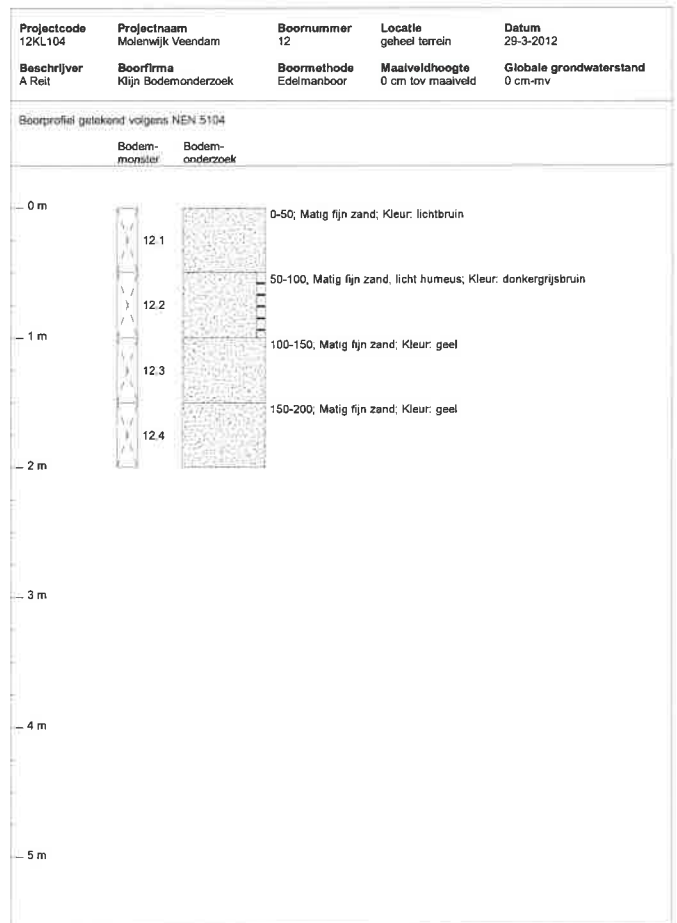 Projectcode Projectnaam Boornummer Locatie Datum
12KL104 Molenwijk Veendam 12 geheel terrein 29-3-2012
Beschrijver Boorfirma Boormethode Maaiveldhoogte Globale grondwaterstand
A Reit Klijn Bodemonderzoek Edelmanboor 0 cm tov maaiveld 0 cm-mv
Boorprofiel getekend volgens NEN 5104
Bodem- Bodem-
monster onderzoek
0 m
0-50; Matig fijn zand; Kleur: lichtbruin
12.1
50-100, Matig fijn zand, licht humeus; Kleur: donkergrijsbruin
12.2
1 m
100-150; Matig fijn zand; Kleur: geel
12.3
150-200; Matig fijn zand; Kleur: geel
12.4
2 m
3 m
4 m
5 m